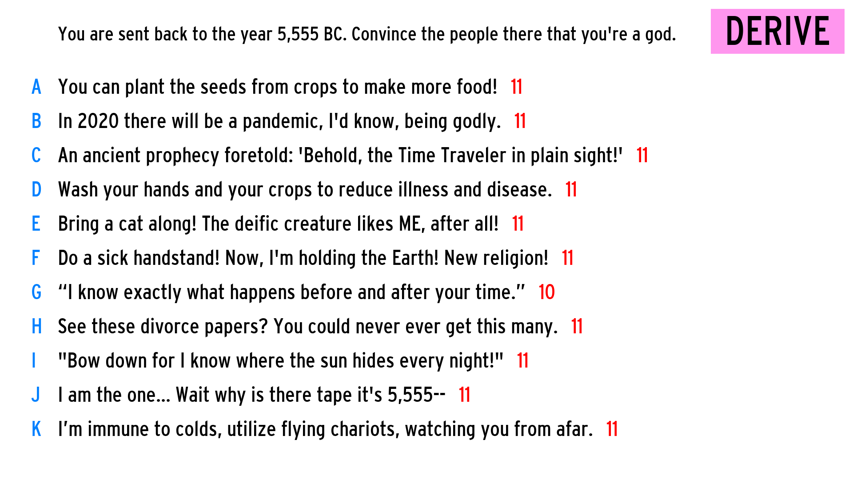 You are sent back to the year 5,555 BC. Convince the people there that you're a god.
DERIVE
A You can plant the seeds from crops to make more food! 11
B In 2020 there will be a pandemic, I'd know, being godly. 11
C An ancient prophecy foretold: 'Behold, the Time Traveler in plain sight!' 11
D Wash your hands and your crops to reduce illness and disease. 11
E Bring a cat along! The deific creature likes ME, after all! 11
F Do a sick handstand! Now, I'm holding the Earth! New religion! 11
G “I know exactly what happens before and after your time.” 10
H See these divorce papers? You could never ever get this many. 11
I "Bow down for I know where the sun hides every night!" 11
J I am the one... Wait why is there tape it's 5,555-- 11
K I’m immune to colds, utilize flying chariots, watching you from afar. 11